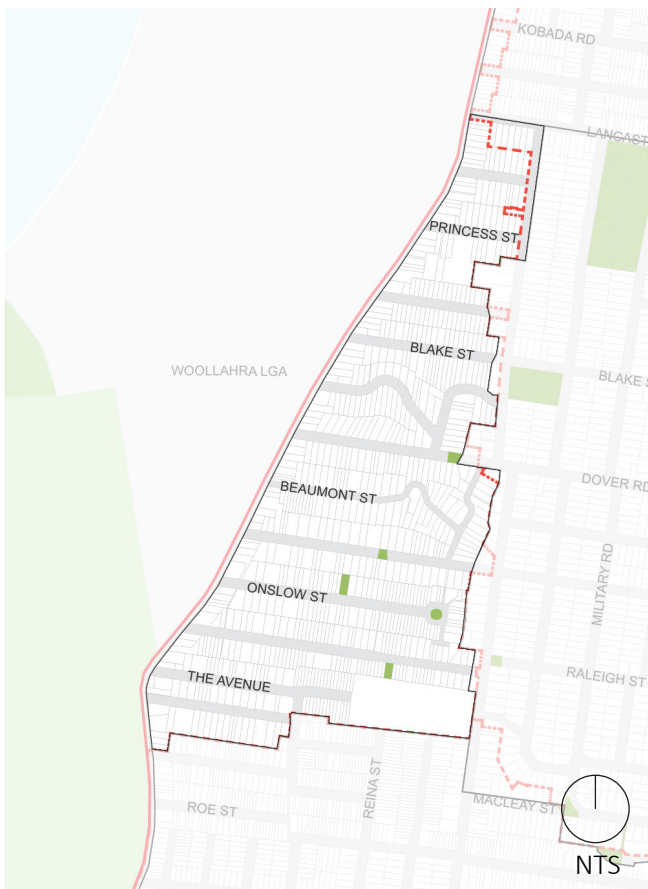 KOBADA RD
LANCAST
PRINCESS ST
BLAKE ST
WOOLLAHRA LGA
BLAKE S
DOVER RD
BEAUMONT ST
MILITARY RD
ONSLOW ST
RALEIGH ST
THE AVENUE
REINA ST
ROE ST
MACLEAY ST
NTS